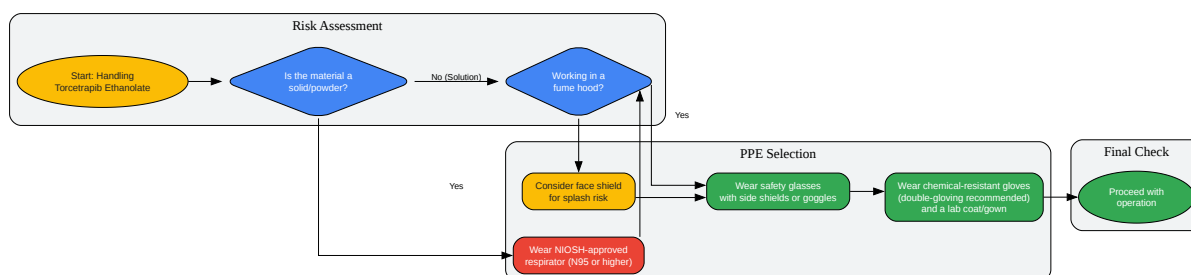 Risk Assessment
Start: Handling
Torcetrapib Ethanolate
Is the material a
solid/powder?
No (Solution)
Working in a
fume hood?
Yes
Yes
PPE Selection
Consider face shield
for splash risk
Wear safety glasses
with side shields or goggles
Wear chemical-resistant gloves
(double-gloving recommended)
and a lab coat/gown
Wear NIOSH-approved
respirator (N95 or higher)
Final Check
Proceed with
operation